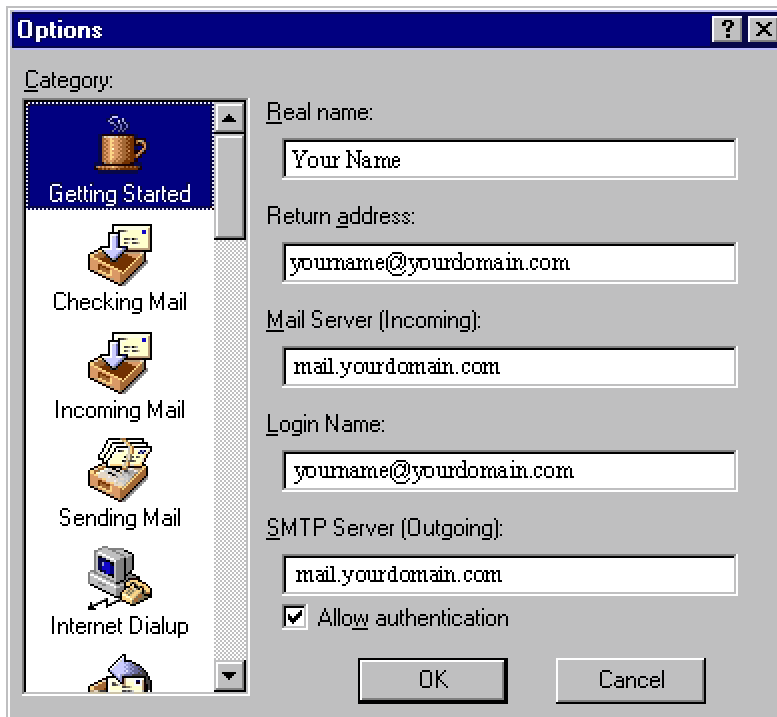 Options
Category:
Getting Started
Checking Mail
Incoming Mail
Sending Mail
Internet Dialup
Real name:
Your Name
Return address:
yourname@yourdomain.com
Mail Server (Incoming):
mail.yourdomain.com
Login Name:
yourname@yourdomain.com
SMTP Server (Outgoing):
mail.yourdomain.com
Allow authentication
OK
Cancel